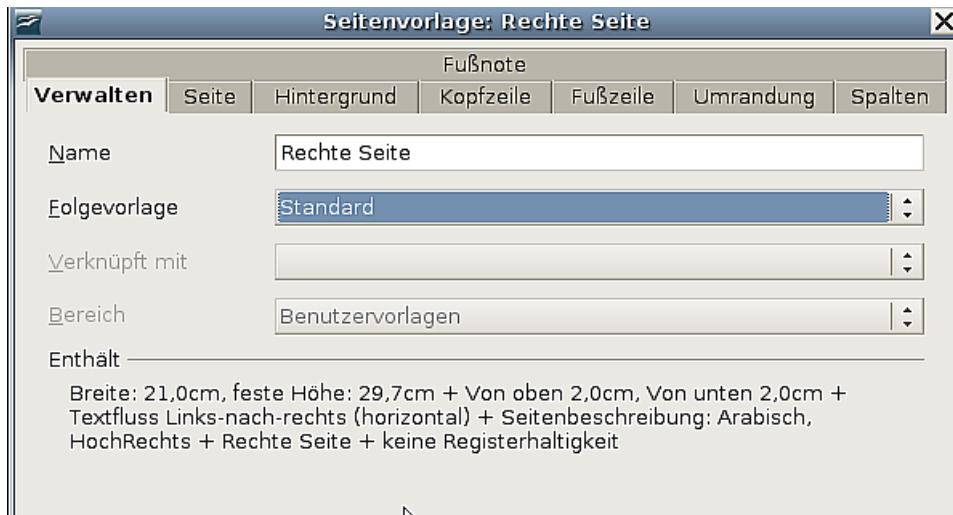 Seitenvorlage: Rechte Seite
Fußnote
Verwalten Seite Hintergrund Kopfzeile Fußzeile Umrandung Spalten
Name Rechte Seite
Folgevorlage Standard
Verknüpft mit
Bereich Benutzervorlagen
Enthält
Breite: 21,0cm, feste Höhe: 29,7cm + Von oben 2,0cm, Von unten 2,0cm +
Textfluss Links-nach-rechts (horizontal) + Seitenbeschreibung: Arabisch,
HochRechts + Rechte Seite + keine Registerhaltigkeit